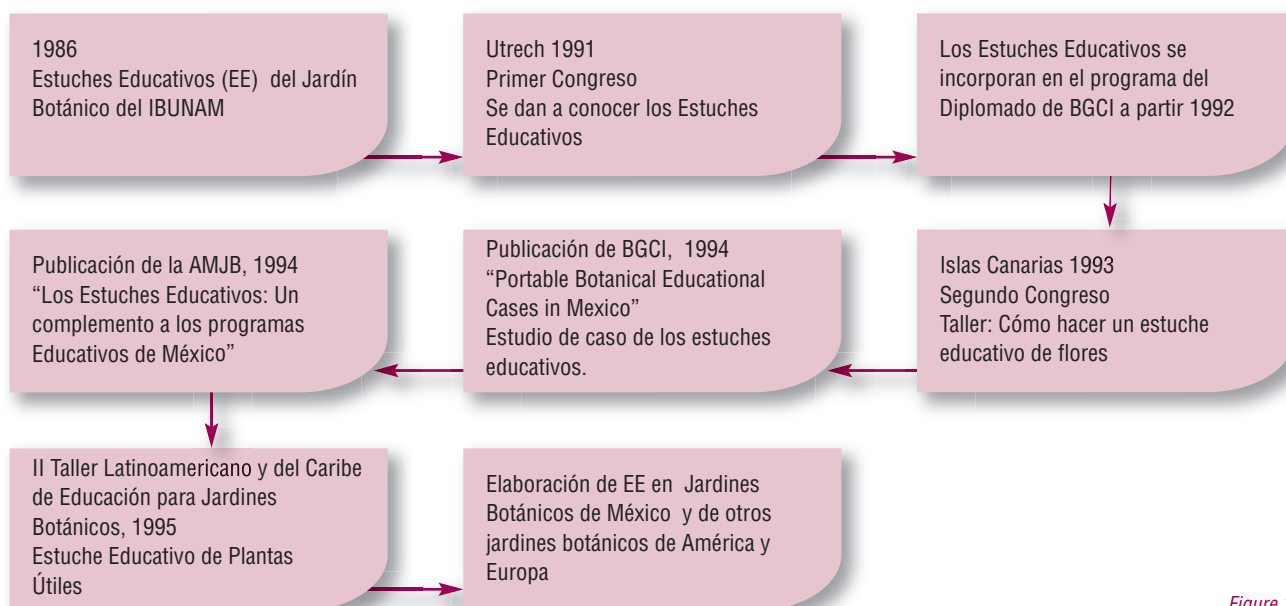 1986
Estuches Educativos (EE) del Jardín
Botánico del IBUNAM
Utrech 1991
Primer Congreso
Se dan a conocer los Estuches
Educativos
Los Estuches Educativos se
incorporan en el programa del
Diplomado de BGCI a partir 1992
Islas Canarias 1993
Segundo Congreso
Taller: Cómo hacer un estuche
educativo de flores
Publicación de BGCI, 1994
“Portable Botanical Educational
Cases in Mexico”
Estudio de caso de los estuches
educativos.
Publicación de la AMJB, 1994
“Los Estuches Educativos: Un
complemento a los programas
Educativos de México”
II Taller Latinoamericano y del Caribe
de Educación para Jardines
Botánicos, 1995
Estuche Educativo de Plantas
Útiles
Elaboración de EE en Jardines
Botánicos de México y de otros
jardines botánicos de América y
Europa
Figure